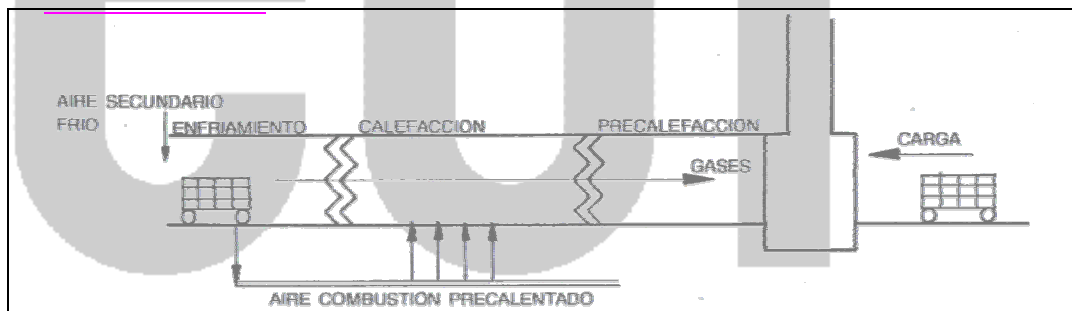 AIRE SECUNDARIO
FRIO
ENFRIAMIENTO
CALEFACCION
PRECALEFACCION
CARGA
GASES
AIRE COMBUSTION PRECALENTADO